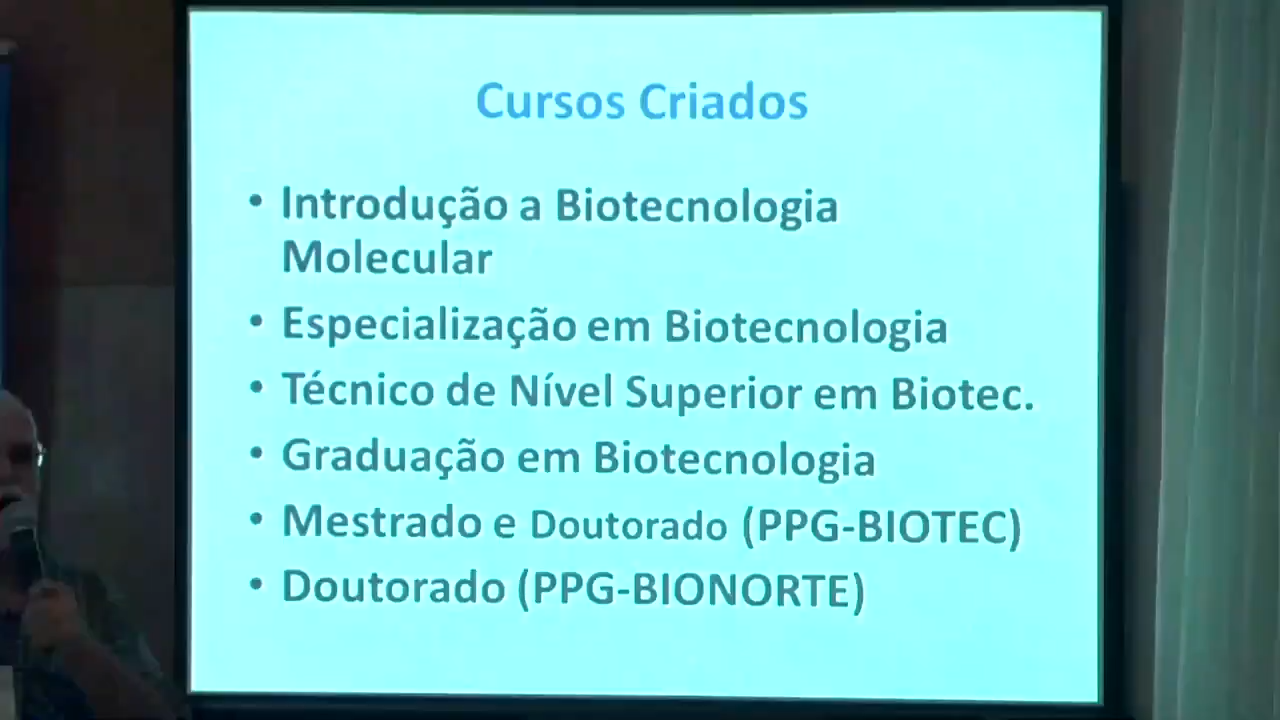 Cursos Criados
• Introdução a Biotecnologia
Molecular
• Especialização em Biotecnologia
• Técnico de Nível Superior em Biotec.
• Graduação em Biotecnologia
• Mestrado e Doutorado (PPG-BIOTEC)
• Doutorado (PPG-BIONORTE)